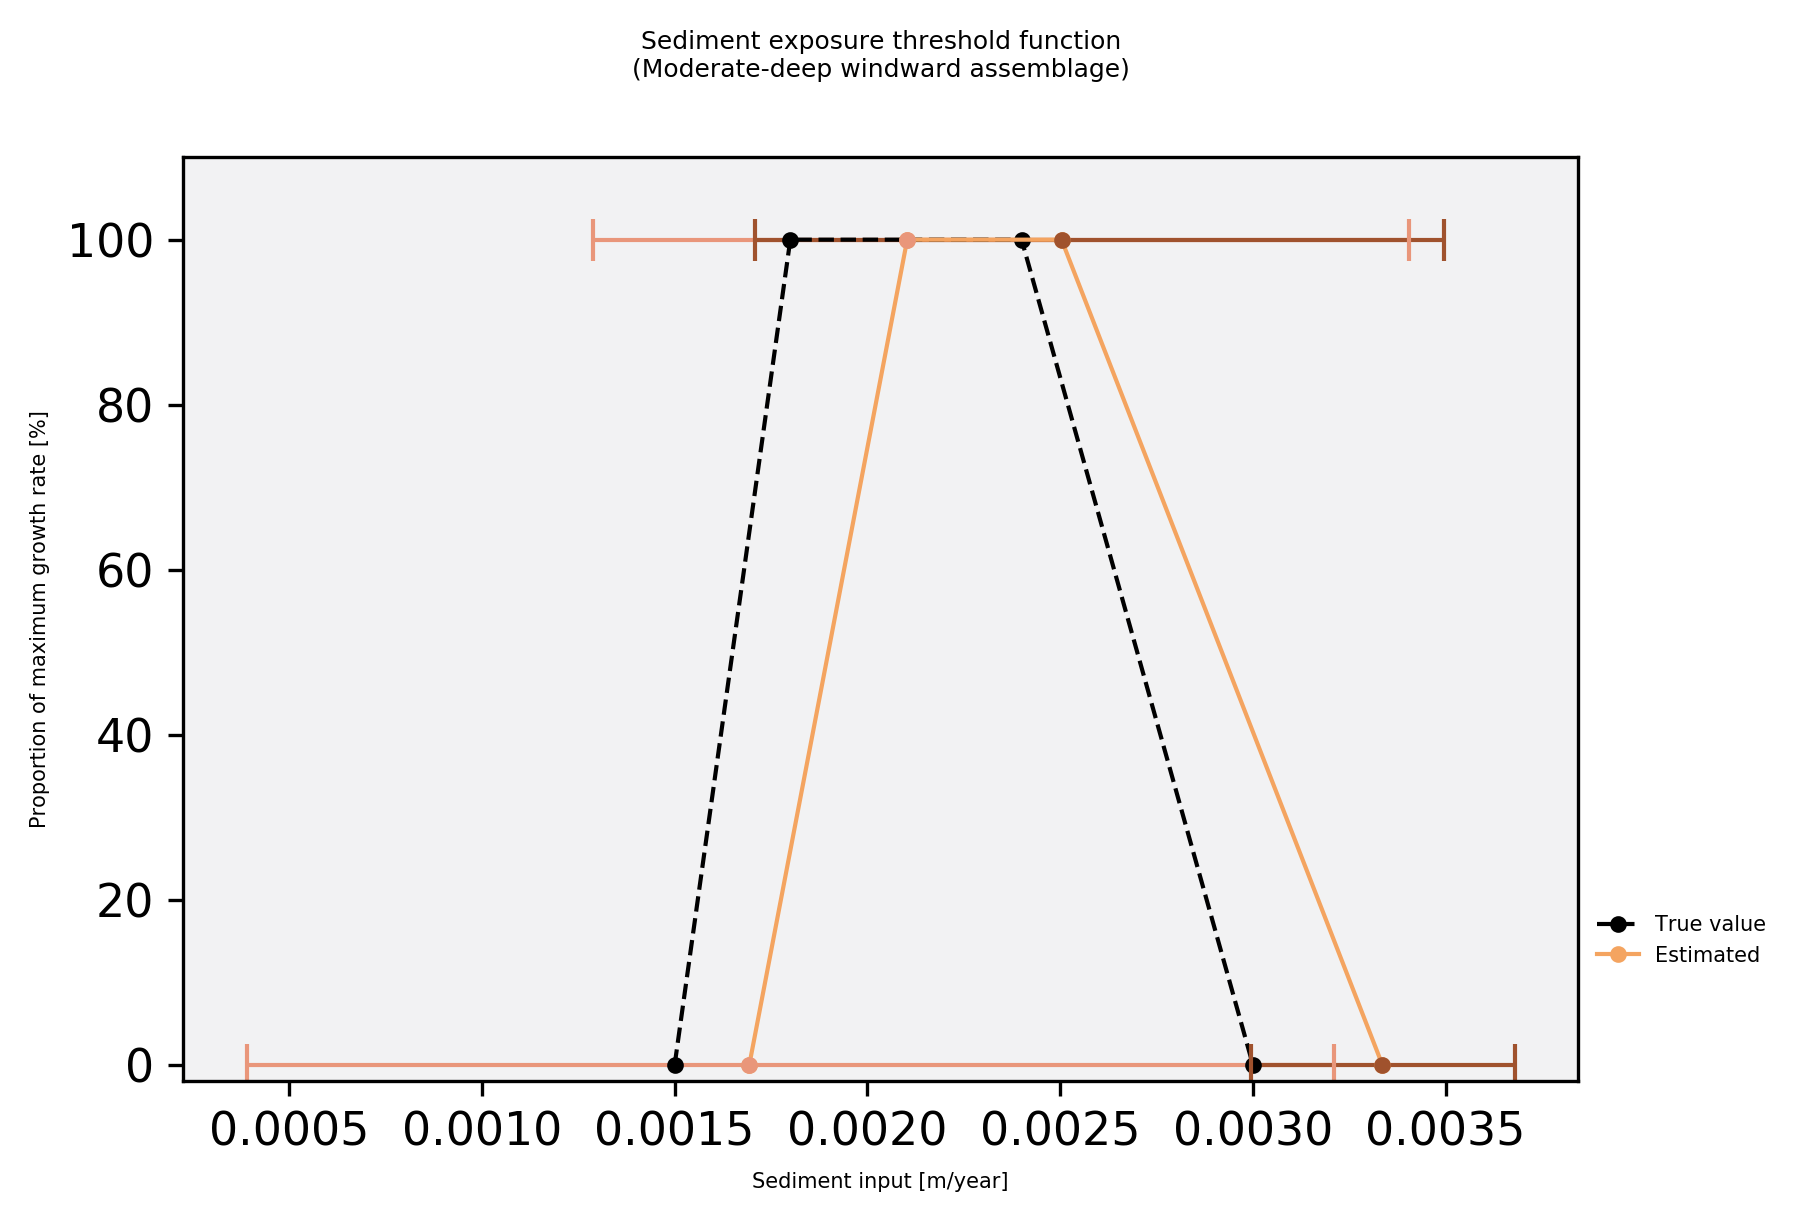 Sediment exposure threshold function
(Moderate-deep windward assemblage)
Proportion of maximum growth rate [%]
100
80
60
40
20
0
0.0005 0.0010 0.0015 0.0020 0.0025 0.0030 0.0035
Sediment input [m/year]
True value
Estimated